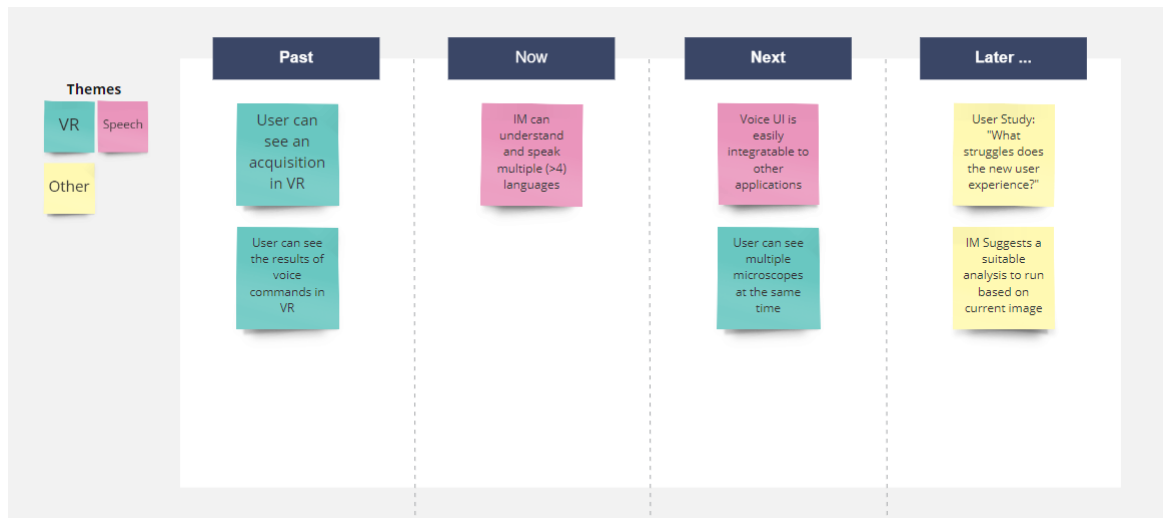 Past
Now
Next
Later ...
Themes
VR
Speech
Other
User can
see an
acquisition
in VR
IM can
understand
and speak
multiple (>4)
languages
Voice UI is
easily
integratable to
other
applications
User Study:
"What
struggles does
the new user
experience?"
User can see
the results of
voice
commands in
VR
User can see
multiple
microscopes
at the same
time
IM Suggests a
suitable
analysis to run
based on
current image